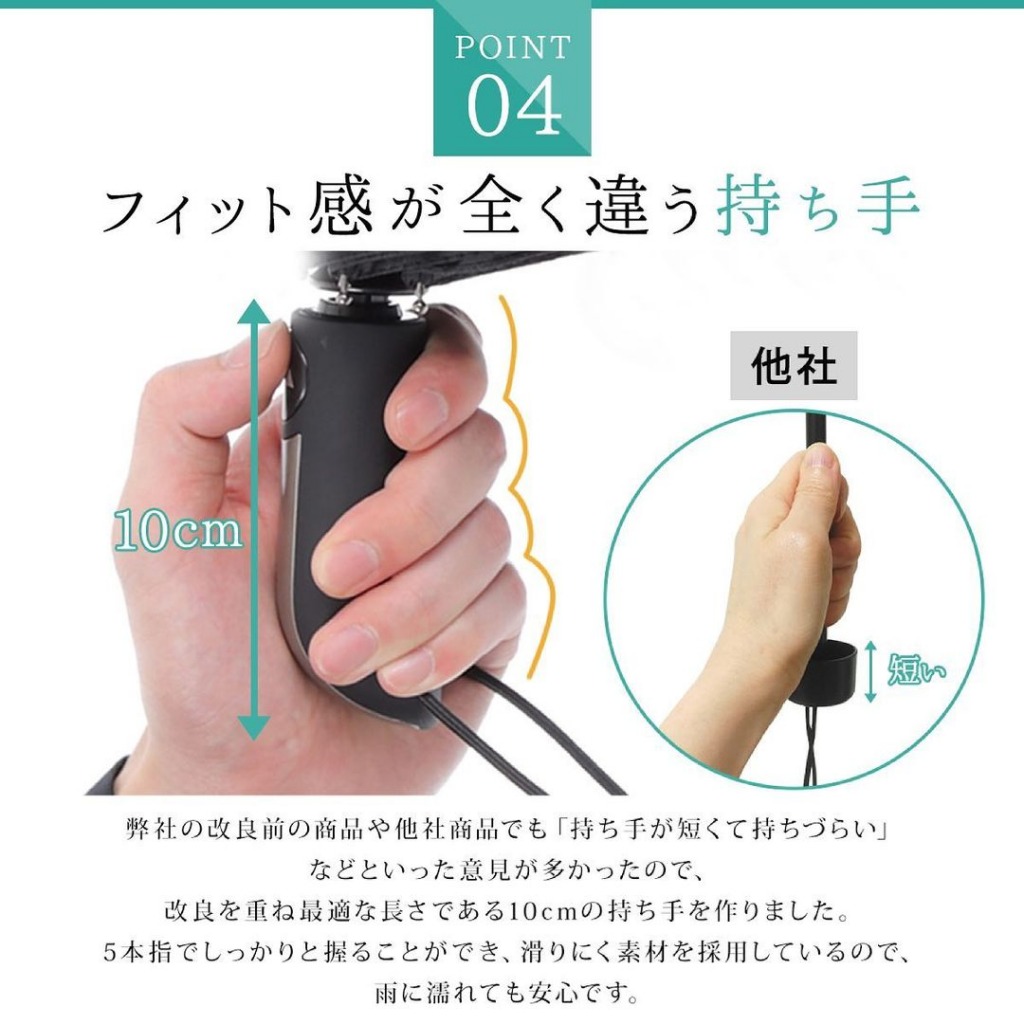 POINT
04
フィット感が全く違う持ち手
他社
10cm
短い
弊社の改良前の商品や他社商品でも「持ち手が短くて持ちづらい」
などといった意見が多かったので、
改良を重ね最適な長さである10cmの持ち手を作りました。
5本指でしっかりと握ることができ、滑りにく素材を採用しているので、
雨に濡れても安心です。